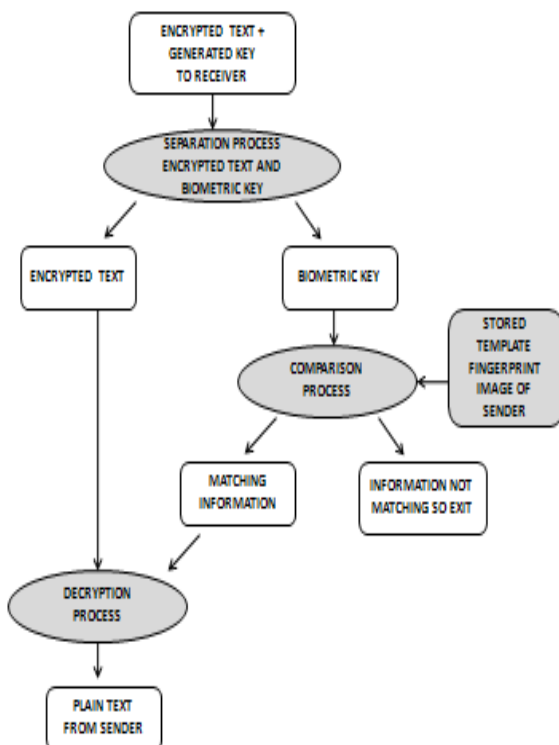 ENCRYPTED TEXT +
GENERATED KEY
TO RECEIVER
SEPARATION PROCESS
ENCRYPTED TEXT AND
BIOMETRIC KEY
ENCRYPTED TEXT
BIOMETRIC KEY
COMPARISON
PROCESS
STORED
TEMPLATE
FINGERPRINT
IMAGE OF
SENDER
MATCHING
INFORMATION
INFORMATION NOT
MATCHING SO EXIT
DECRYPTION
PROCESS
PLAIN TEXT
FROM SENDER